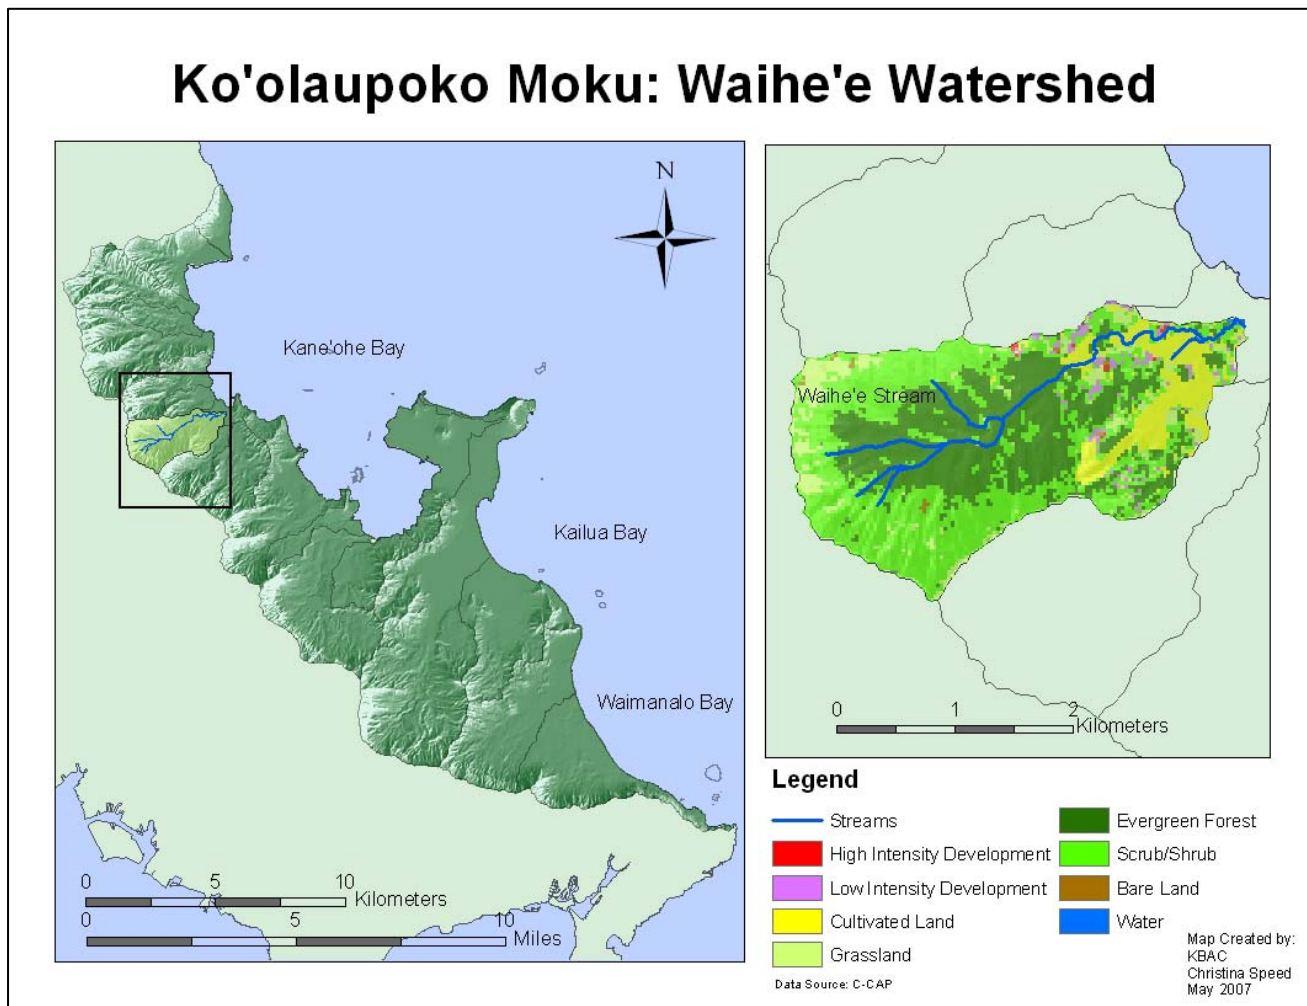 Ko'olaupoko Moku: Waihe'e Watershed
N
Kane'ohe Bay
Kailua Bay
Waimanalo Bay
0 5 10
Kilometers
0 5 10
Miles
Waihe'e Stream
0 1 2
Kilometers
Legend
Streams
High Intensity Development
Low Intensity Development
Cultivated Land
Grassland
Evergreen Forest
Scrub/Shrub
Bare Land
Water
Data Source: C-CAP
Map Created by:
KBAC
Christina Speed
May 2007